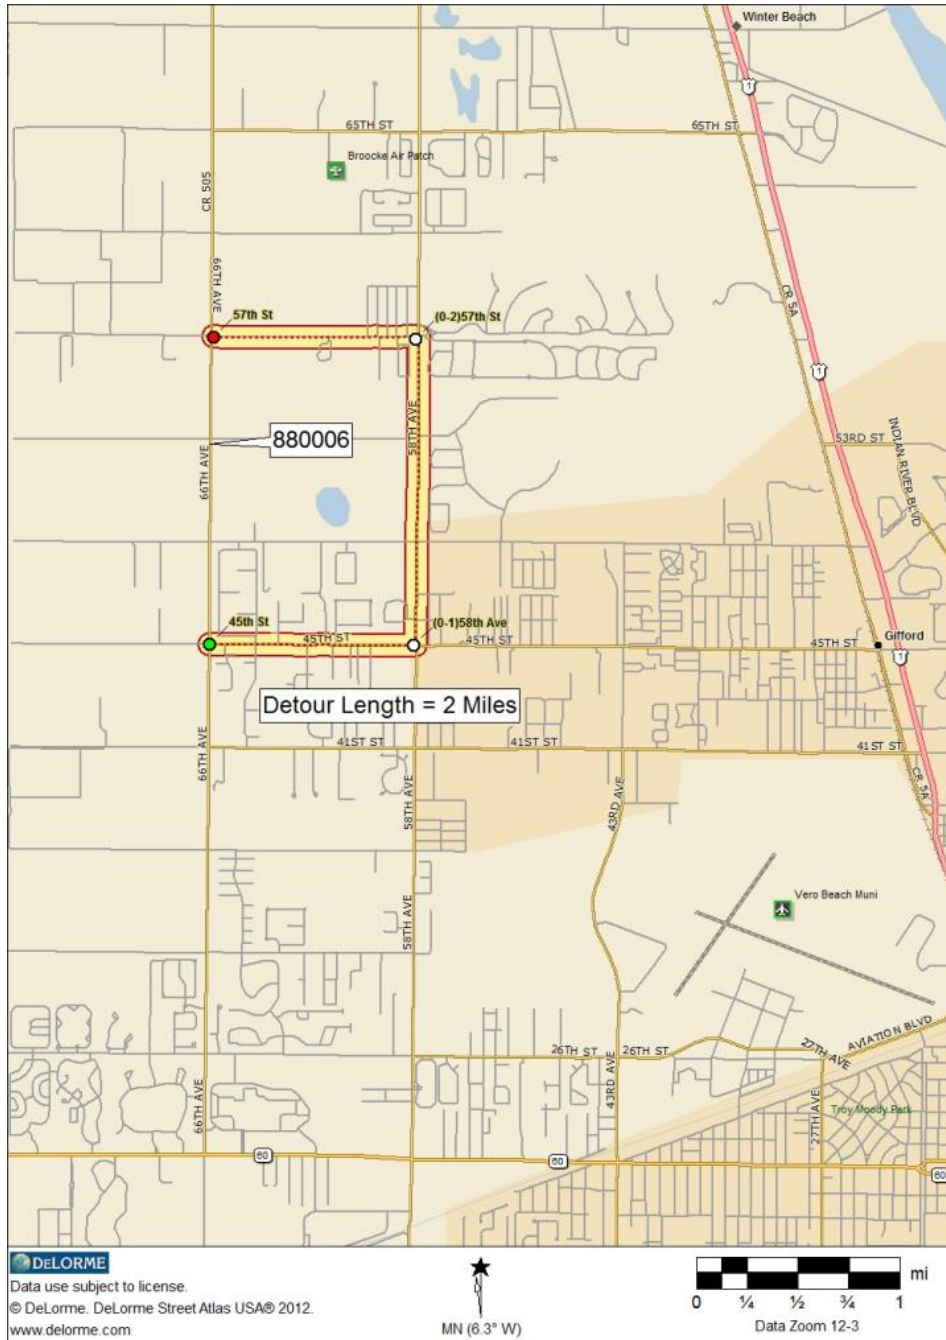 Winter Beach
1
65TH ST
65TH ST
Broocke Air Patch
CR 505
66TH AVE
57th St
(0-2)57th St
CR 5A
1
58TH AVE
880006
53RD ST
INDIAN RIVER BLVD
66TH AVE
45th St
(0-1)58th Ave
45TH ST
45TH ST
45TH ST
Gifford
1
Detour Length = 2 Miles
66TH AVE
41ST ST
41ST ST
41ST ST
CR 5A
58TH AVE
43RD AVE
Vero Beach Muni
58TH AVE
AVIATION BLVD
26TH ST
26TH ST
27TH AVE
43RD AVE
66TH AVE
27TH AVE
Troy Moody Park
60
60
60
DELORME
Data use subject to license.
© DeLorme. DeLorme Street Atlas USA® 2012.
www.delorme.com
MN (6.3° W)
mi
0 ¼ ½ ¾ 1
Data Zoom 12-3